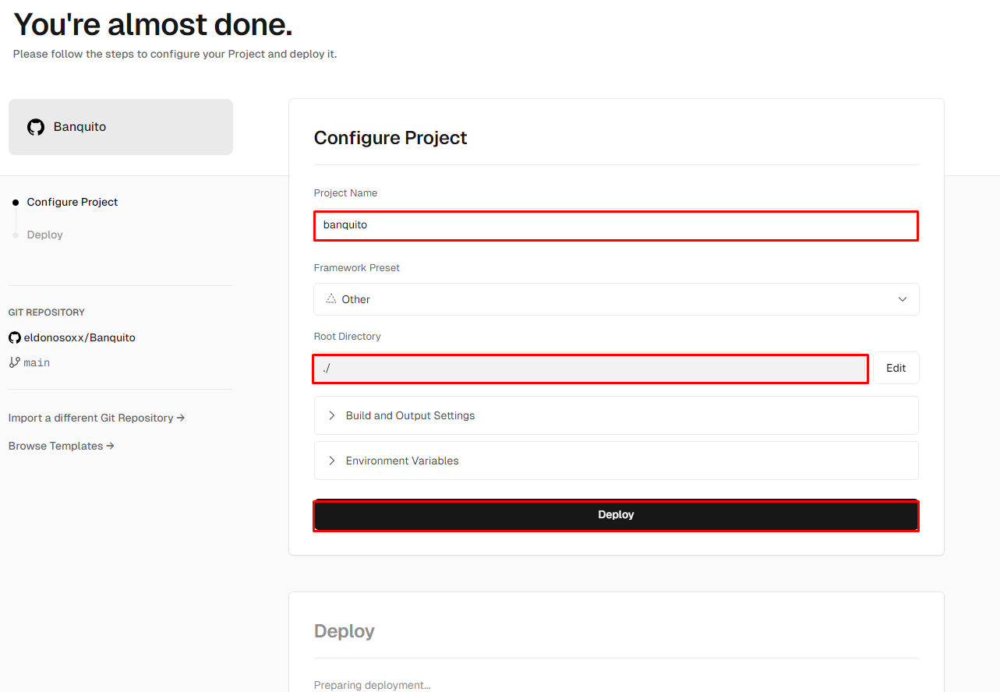 You're almost done.
Please follow the steps to configure your Project and deploy it.
Banquito
Configure Project
Deploy
GIT REPOSITORY
eldonosoxx/Banquito
main
Import a different Git Repository →
Browse Templates →
Configure Project
Project Name
banquito
Framework Preset
Other
Root Directory
./
Edit
Build and Output Settings
Environment Variables
Deploy
Deploy
Preparing deployment...